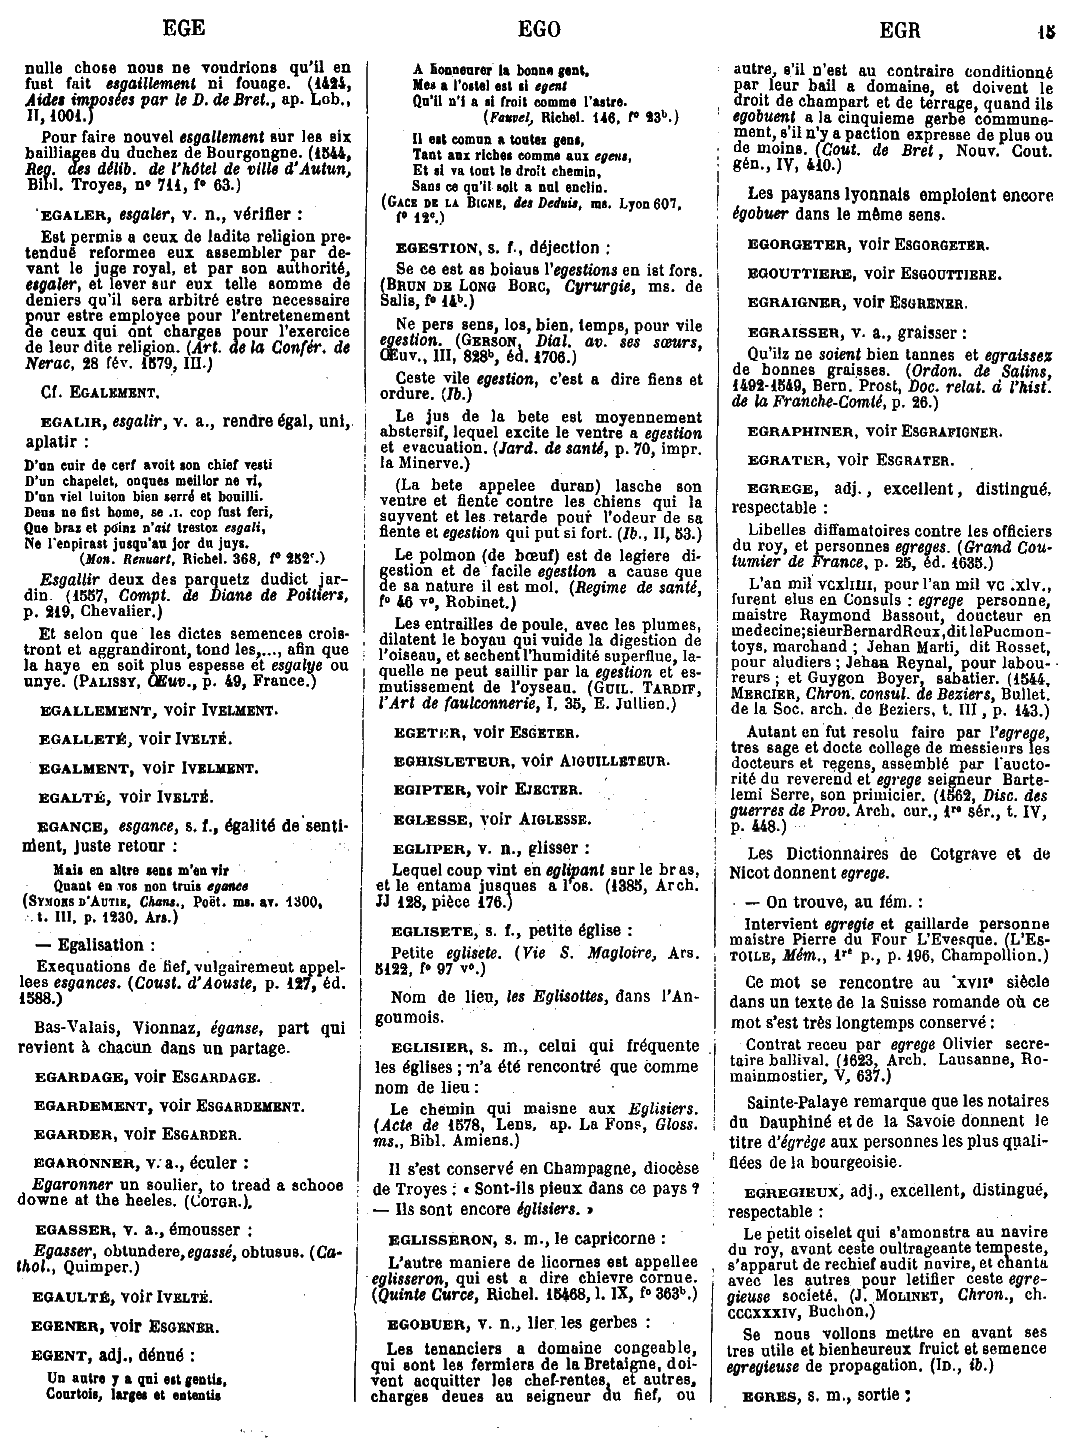 EGE
EGO
EGR
15
nulle chose nous ne voudrions qu'il en
fust fait esgaillement ni fouage. (1424,
Aides imposées par le D. de Bret., ap. Lob.,
II, 1001.)
Pour faire nouvel esgallement sur les six
bailliages du duchez de Bourgongne. (1544,
Reg. des délib. de l'hôtel de ville d'Autun,
Bibl. Troyes, n° 711, f° 63.)
EGALER, esgaler, v. n., vérifier :
Est permis a ceux de ladite religion pre-
tenduë reformee eux assembler par de-
vant le juge royal, et par son authorité,
esgaler, et lever sur eux telle somme de
deniers qu'il sera arbitré estre necessaire
pour estre employee pour l'entretenement
de ceux qui ont charges pour l'exercice
de leur dite religion. (Art. de la Confér. de
Nerac, 28 fév. 1579, III.)
Cf. EGALEMENT.
EGALIR, esgalir, v. a., rendre égal, uni,
aplatir :
D'un cuir de cerf avoit son chief vesti
D'un chapelet, onques meillor ne vi,
D'un viel luiton bien serré et bouilli.
Deus ne fist home, se .I. cop fust feri,
Que braz et poinz n'ait trestoz esgali,
Ne l'enpirast jusqu'au jor du juys.
(Mon. Renuart, Richel. 368, f° 252ᶜ.)
Esgallir deux des parquetz dudict jar-
din. (1557, Compt. de Diane de Poitiers,
p. 219, Chevalier.)
Et selon que les dictes semences crois-
tront et aggrandiront, tond les,..., afin que
la haye en soit plus espesse et esgalye ou
unye. (PALISSY, Œuv., p. 49, France.)
EGALLEMENT, voir IVELMENT.
EGALLETÉ, voir IVELTÉ.
EGALMENT, voir IVELMENT.
EGALTÉ, voir IVELTÉ.
EGANCE, esgance, s. f., égalité de senti-
ment, juste retour :
Mais en altre sens m'en vir
Quant en vos non truis egance
(SYMONS D'AUTIE, Chans., Poët. ms. av. 1300,
t. III, p. 1230, Ars.)
— Egalisation :
Exequations de fief, vulgairement appel-
lees esgances. (Coust. d'Aouste, p. 127, éd.
1588.)
Bas-Valais, Vionnaz, éganse, part qui
revient à chacun dans un partage.
EGARDAGE, voir ESGARDAGE.
EGARDEMENT, voir ESGARDEMENT.
EGARDER, voir ESGARDER.
EGARONNER, v. a., éculer :
Egaronner un soulier, to tread a schooe
downe at the heeles. (COTGR.)
EGASSER, v. a., émousser :
Egasser, obtundere, egassé, obtusus. (Ca-
thol., Quimper.)
EGAULTÉ, voir IVELTÉ.
EGENER, voir ESGENER.
EGENT, adj., dénué :
Un autre y a qui est gentis,
Courtois, larges et ententis
A honneurer la bonne gent,
Mes a l'ostel est si egent
Qu'il n'i a si froit comme l'astre.
(Fauvel, Richel. 146, f° 23ᵇ.)
Il est comun a toutez gens,
Tant aux riches comme aux egens,
Et si va tout le droit chemin,
Sans ce qu'il soit a nul enclin.
(GACE DE LA BIGNE, des Deduis, ms. Lyon 607,
f° 12ᶜ.)
EGESTION, s. f., déjection :
Se ce est as boiaus l'egestions en ist fors.
(BRUN DE LONG BORC, Cyrurgie, ms. de
Salis, f° 14ᵇ.)
Ne pers sens, los, bien, temps, pour vile
egestion. (GERSON, Dial. av. ses sœurs,
Œuv., III, 828ᵇ, éd. 1706.)
Ceste vile egestion, c'est a dire fiens et
ordure. (Ib.)
Le jus de la bete est moyennement
abstersif, lequel excite le ventre a egestion
et evacuation. (Jard. de santé, p. 70, impr.
la Minerve.)
(La bete appelee duran) lasche son
ventre et fiente contre les chiens qui la
suyvent et les retarde pour l'odeur de sa
fiente et egestion qui put si fort. (Ib., II, 53.)
Le polmon (de bœuf) est de legiere di-
gestion et de facile egestion a cause que
de sa nature il est mol. (Regime de santé,
f° 46 v°, Robinet.)
Les entrailles de poule, avec les plumes,
dilatent le boyau qui vuide la digestion de
l'oiseau, et sechent l'humidité superflue, la-
quelle ne peut saillir par la egestion et es-
mutissement de l'oyseau. (GUIL. TARDIF,
l'Art de faulconnerie, I, 35, E. Jullien.)
EGETER, voir ESGETER.
EGHISLETEUR, voir AIGUILLETEUR.
EGIPTER, voir EJECTER.
EGLESSE, voir AIGLESSE.
EGLIPER, v. n., glisser :
Lequel coup vint en eglipant sur le bras,
et le entama jusques a l'os. (1385, Arch.
JJ 128, pièce 176.)
EGLISETE, s. f., petite église :
Petite eglisete. (Vie S. Magloire, Ars.
5122, f° 97 v°.)
Nom de lieu, les Eglisottes, dans l'An-
goumois.
EGLISIER, s. m., celui qui fréquente
les églises ; n'a été rencontré que comme
nom de lieu :
Le chemin qui maisne aux Eglisiers.
(Acte de 1578, Lens, ap. La Fons, Gloss.
ms., Bibl. Amiens.)
Il s'est conservé en Champagne, diocèse
de Troyes : « Sont-ils pieux dans ce pays ?
— Ils sont encore églisiers. »
EGLISSERON, s. m., le capricorne :
L'autre maniere de licornes est appellee
eglisseron, qui est a dire chievre cornue.
(Quinte Curce, Richel. 15468, l. IX, f° 363ᵇ.)
EGOBUER, v. n., lier les gerbes :
Les tenanciers a domaine congeable,
qui sont les fermiers de la Bretaigne, doi-
vent acquitter les chef-rentes, et autres,
charges deues au seigneur du fief, ou
autre, s'il n'est au contraire conditionné
par leur bail a domaine, et doivent le
droit de champart et de terrage, quand ils
egobuent a la cinquieme gerbe commune-
ment, s'il n'y a paction expresse de plus ou
de moins. (Cout. de Bret, Nouv. Cout.
gén., IV, 410.)
Les paysans lyonnais emploient encore
égobuer dans le même sens.
EGORGETER, voir ESGORGETER.
EGOUTTIERE, voir ESGOUTTIERE.
EGRAIGNER, voir ESGRENER.
EGRAISSER, v. a., graisser :
Qu'ilz ne soient bien tannes et egraissez
de bonnes graisses. (Ordon. de Salins,
1492-1549, Bern. Prost, Doc. relat. à l'hist.
de la Franche-Comté, p. 26.)
EGRAPHINER, voir ESGRAFIGNER.
EGRATER, voir ESGRATER.
EGREGE, adj., excellent, distingué,
respectable :
Libelles diffamatoires contre les officiers
du roy, et personnes egreges. (Grand Cou-
tumier de France, p. 25, éd. 1635.)
L'an mil vcxliiii, pour l'an mil vc .xlv.,
furent elus en Consuls : egrege personne,
maistre Raymond Bassout, doucteur en
medecine; sieur Bernard Roux, dit le Pucmon-
toys, marchand ; Jehan Marti, dit Rosset,
pour aludiers ; Jehan Reynal, pour labou-
reurs ; et Guygon Boyer, sabatier. (1544,
MERCIER, Chron. consul. de Beziers, Bullet.
de la Soc. arch. de Beziers, t. III, p. 143.)
Autant en fut resolu faire par l'egrege,
tres sage et docte college de messieurs les
docteurs et regens, assemblé par l'aucto-
rité du reverend et egrege seigneur Barte-
lemi Serre, son primicier. (1562, Disc. des
guerres de Prov. Arch. cur., 1re sér., t. IV,
p. 448.)
Les Dictionnaires de Cotgrave et de
Nicot donnent egrege.
— On trouve, au fém. :
Intervient egregie et gaillarde personne
maistre Pierre du Four L'Evesque. (L'ES-
TOILE, Mém., 1re p., p. 196, Champollion.)
Ce mot se rencontre au XVIIe siècle
dans un texte de la Suisse romande où ce
mot s'est très longtemps conservé :
Contrat receu par egrege Olivier secre-
taire ballival. (1623, Arch. Lausanne, Ro-
mainmostier, V, 637.)
Sainte-Palaye remarque que les notaires
du Dauphiné et de la Savoie donnent le
titre d'égrège aux personnes les plus quali-
fiées de la bourgeoisie.
EGREGIEUX, adj., excellent, distingué,
respectable :
Le petit oiselet qui s'amonstra au navire
du roy, avant ceste oultrageante tempeste,
s'apparut de rechief audit navire, et chanta
avec les autres pour letifier ceste egre-
gieuse societé. (J. MOLINET, Chron., ch.
CCCXXXIV, Buchon.)
Se nous vollons mettre en avant ses
tres utile et bienheureux fruict et semence
egregieuse de propagation. (ID., ib.)
EGRES, s. m., sortie :